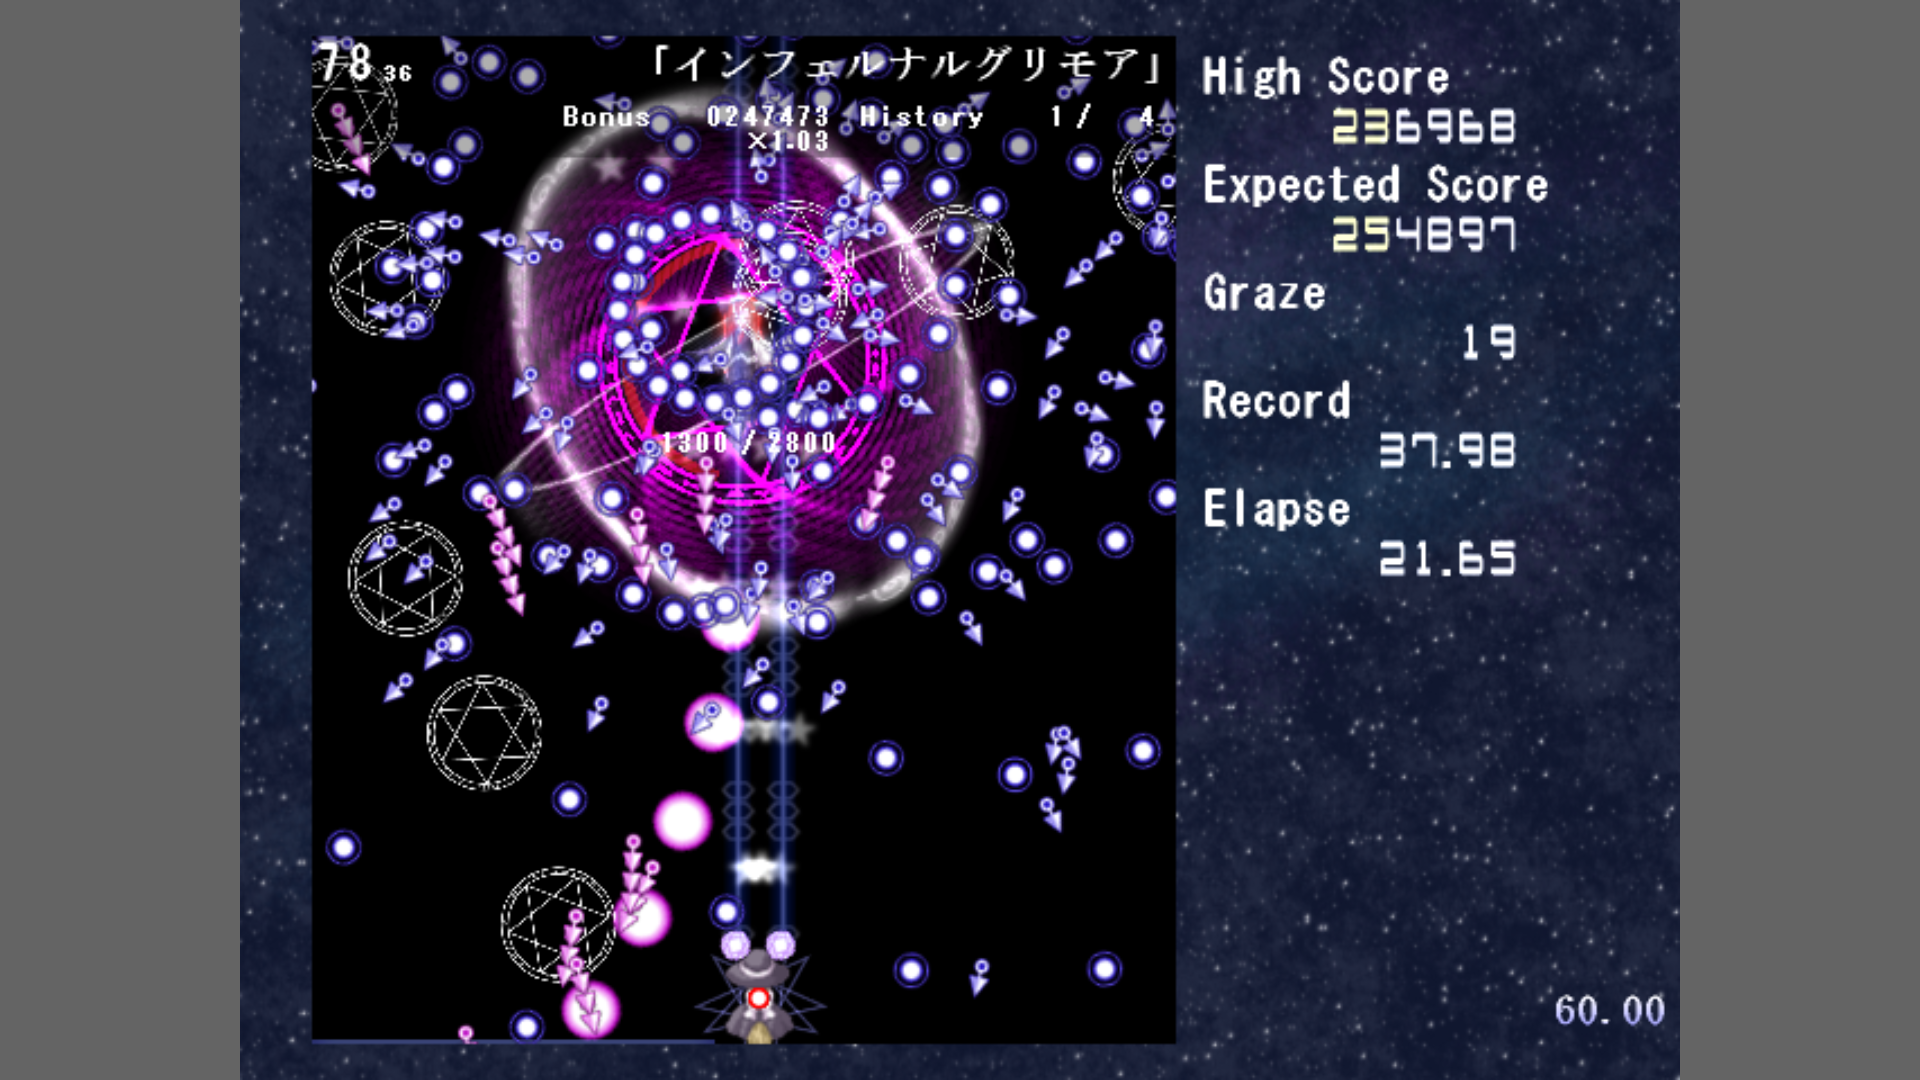 78 36
「インフェルナルグリモア」
Bonus 0247473 History 1/ 4
×1.03
1300 / 2800
High Score
236968
Expected Score
254897
Graze
19
Record
37.98
Elapse
21.65
60.00